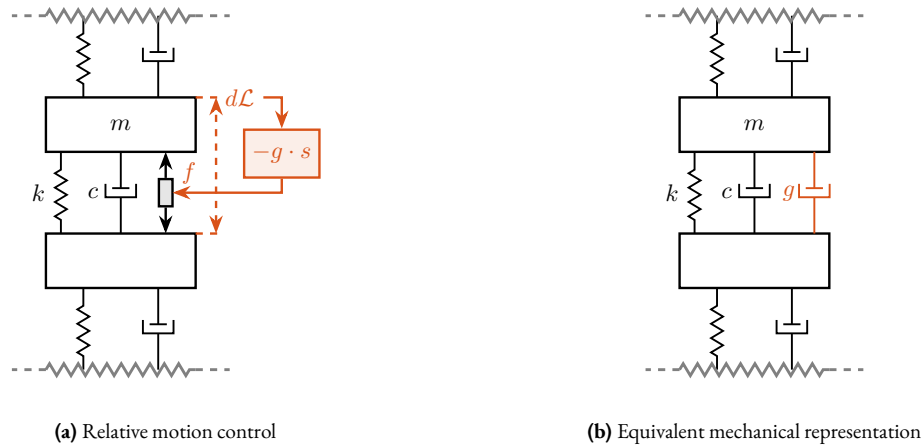 m
dℒ
−g · s
f
k
c
m
k
c
g
(a) Relative motion control
(b) Equivalent mechanical representation